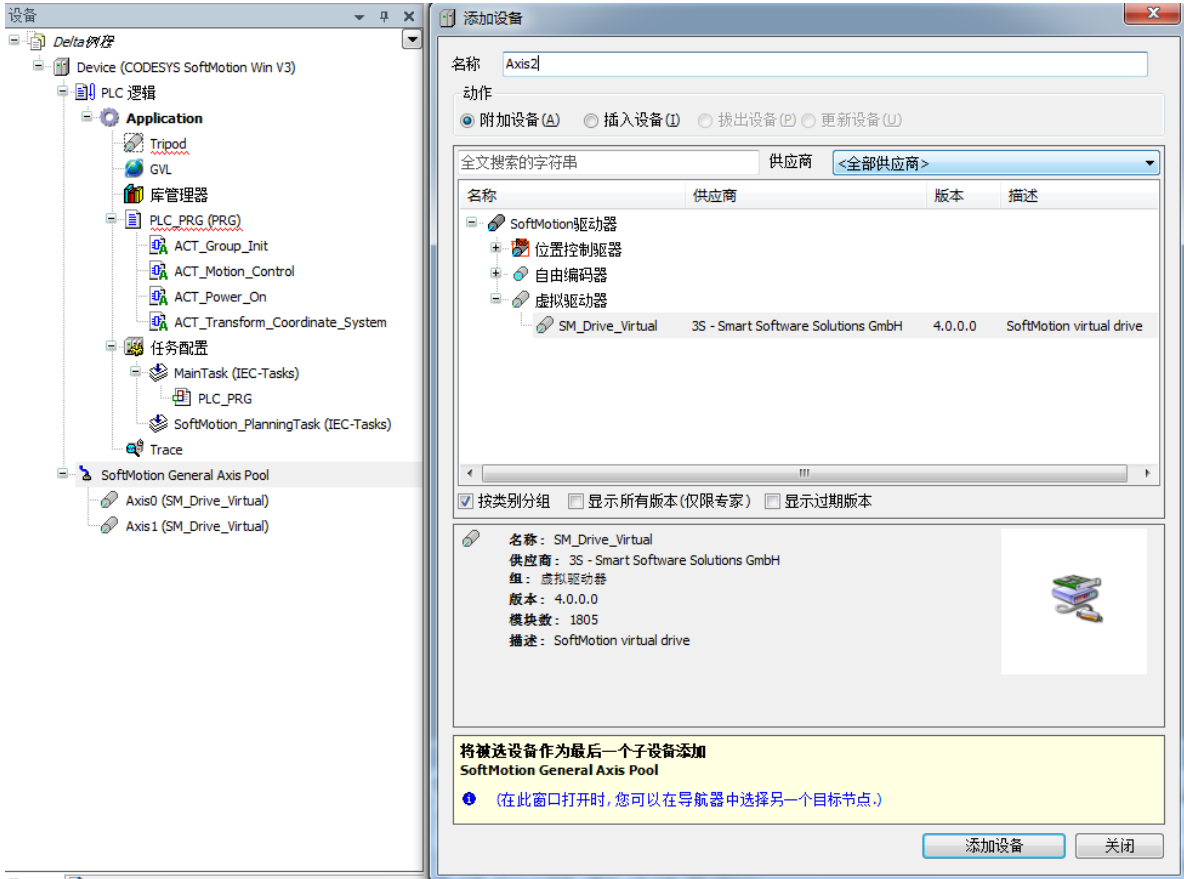 设备
Delta例程
Device (CODESYS SoftMotion Win V3)
PLC 逻辑
Application
Tripod
GVL
库管理器
PLC_PRG (PRG)
ACT_Group_Init
ACT_Motion_Control
ACT_Power_On
ACT_Transform_Coordinate_System
任务配置
MainTask (IEC-Tasks)
PLC_PRG
SoftMotion_PlanningTask (IEC-Tasks)
Trace
SoftMotion General Axis Pool
Axis0 (SM_Drive_Virtual)
Axis1 (SM_Drive_Virtual)
添加设备
名称 Axis2
动作
附加设备(A) 插入设备(I) 拔出设备(P) 更新设备(U)
全文搜索的字符串 供应商 <全部供应商>
名称 供应商 版本 描述
SoftMotion驱动器
位置控制驱器
自由编码器
虚拟驱动器
SM_Drive_Virtual 3S - Smart Software Solutions GmbH 4.0.0.0 SoftMotion virtual drive
按类别分组 显示所有版本(仅限专家) 显示过期版本
名称: SM_Drive_Virtual
供应商: 3S - Smart Software Solutions GmbH
组: 虚拟驱动器
版本: 4.0.0.0
模块数: 1805
描述: SoftMotion virtual drive
将被选设备作为最后一个子设备添加
SoftMotion General Axis Pool
(在此窗口打开时,您可以在导航器中选择另一个目标节点.)
添加设备 关闭